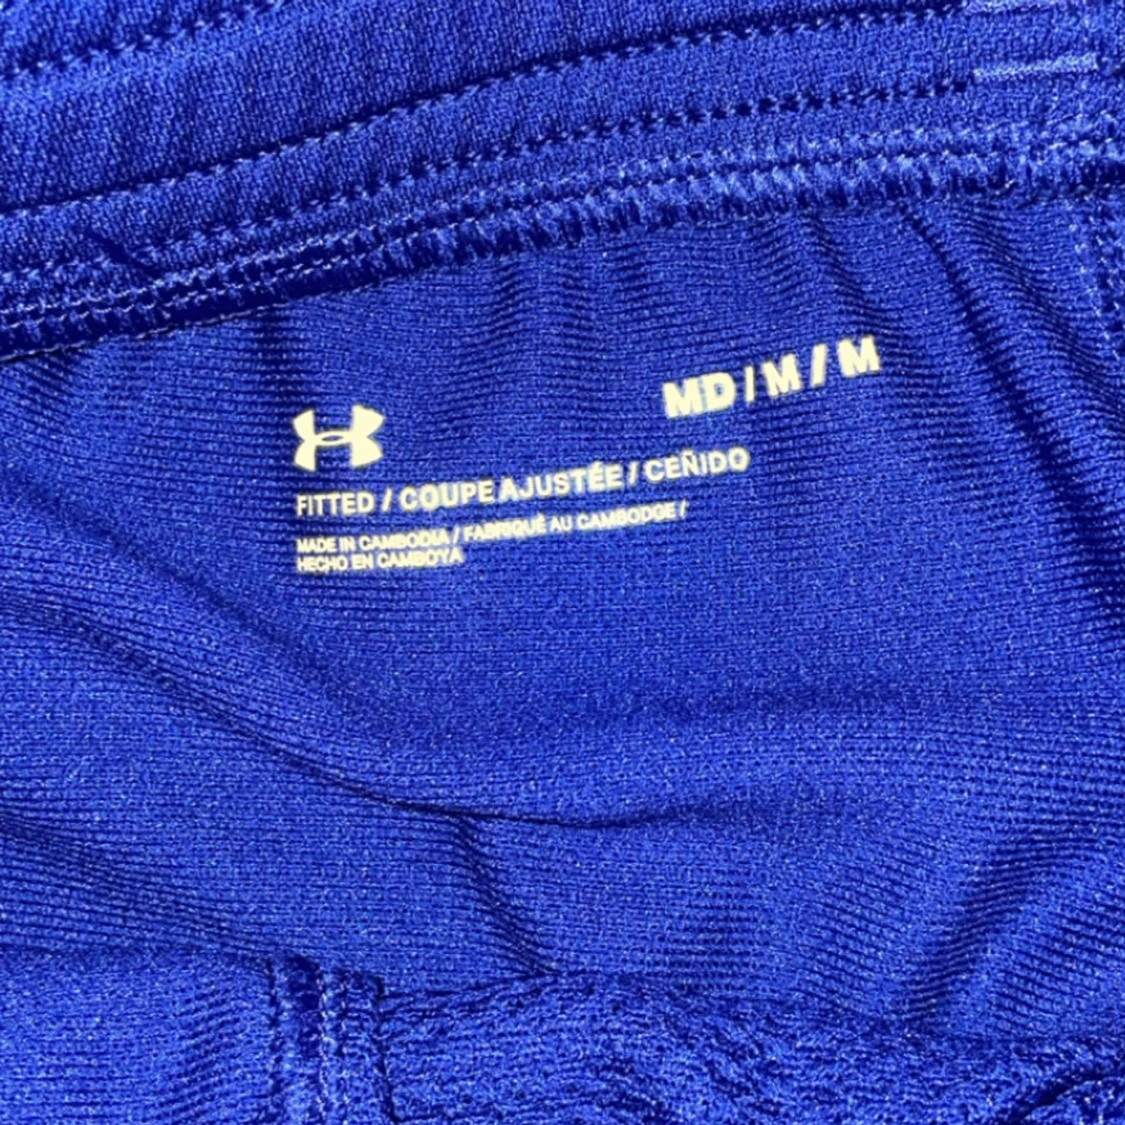 MD / M / M
FITTED / COUPE AJUSTÉE / CEÑIDO
MADE IN CAMBODIA / FABRIQUÉ AU CAMBODGE /
HECHO EN CAMBOYA